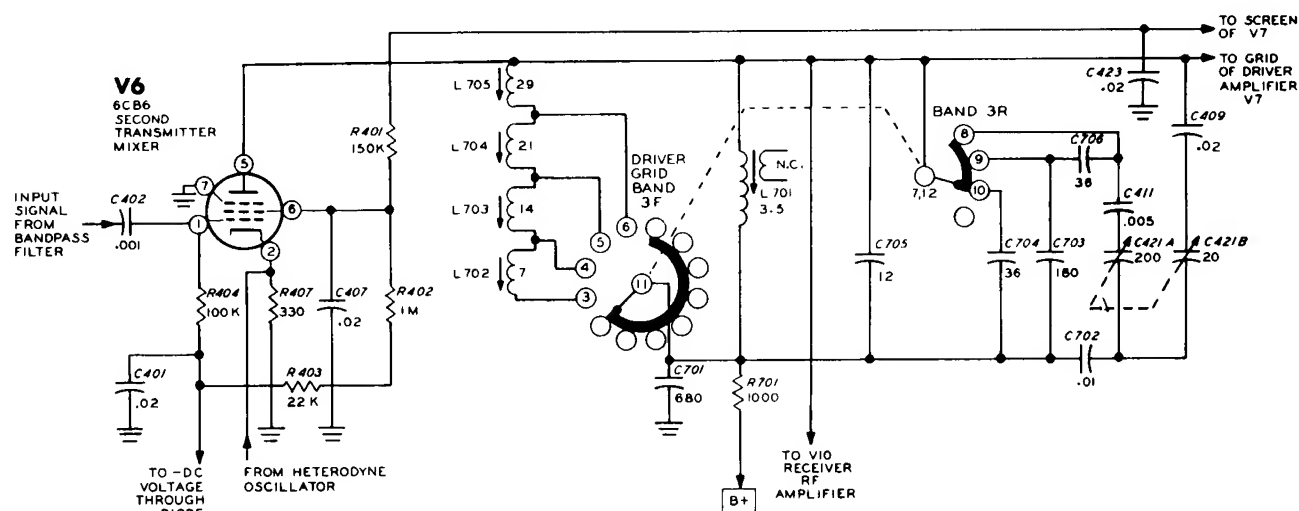 TO SCREEN
OF V7
TO GRID
OF DRIVER
AMPLIFIER
V7
C423
.02
C409
.02
V6
6CB6
SECOND
TRANSMITTER
MIXER
L705
29
L704
21
L703
14
L702
7
R401
150K
DRIVER
GRID
BAND
3F
N.C.
L701
3.5
BAND 3R
8
9
10
7,12
C706
36
C411
.005
INPUT
SIGNAL
FROM
BANDPASS
FILTER
C402
.001
5
7
6
1
2
6
5
4
3
11
C705
12
C704
36
C703
180
C421A
200
C421B
20
R404
100K
R407
330
C407
.02
R402
1M
C702
.01
C401
.02
R403
22K
C701
680
R701
1000
TO -DC
VOLTAGE
THROUGH
FROM HETERODYNE
OSCILLATOR
B+
TO V10
RECEIVER
RF
AMPLIFIER